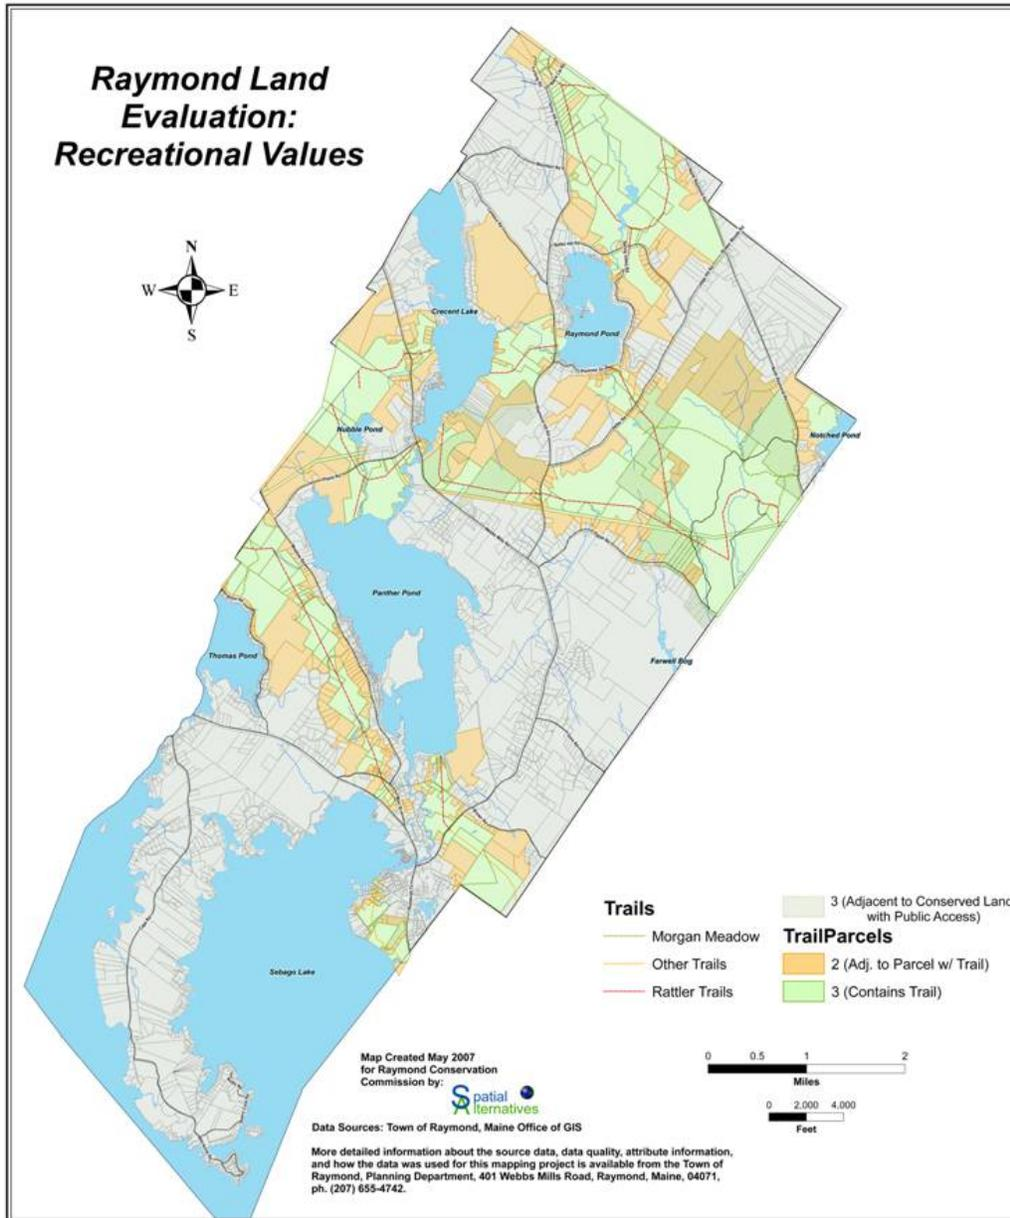 Raymond Land
Evaluation:
Recreational Values
N
W E
S
Crecent Lake
Raymond Pond
Nubble Pond
Notched Pond
Panther Pond
Thomas Pond
Farwell Bog
Sebago Lake
Trails
Morgan Meadow
Other Trails
Rattler Trails
3 (Adjacent to Conserved Land
with Public Access)
TrailParcels
2 (Adj. to Parcel w/ Trail)
3 (Contains Trail)
0 0.5 1 2
Miles
0 2,000 4,000
Feet
Map Created May 2007
for Raymond Conservation
Commission by:
Spatial
Alternatives
Data Sources: Town of Raymond, Maine Office of GIS
More detailed information about the source data, data quality, attribute information,
and how the data was used for this mapping project is available from the Town of
Raymond, Planning Department, 401 Webbs Mills Road, Raymond, Maine, 04071,
ph. (207) 655-4742.